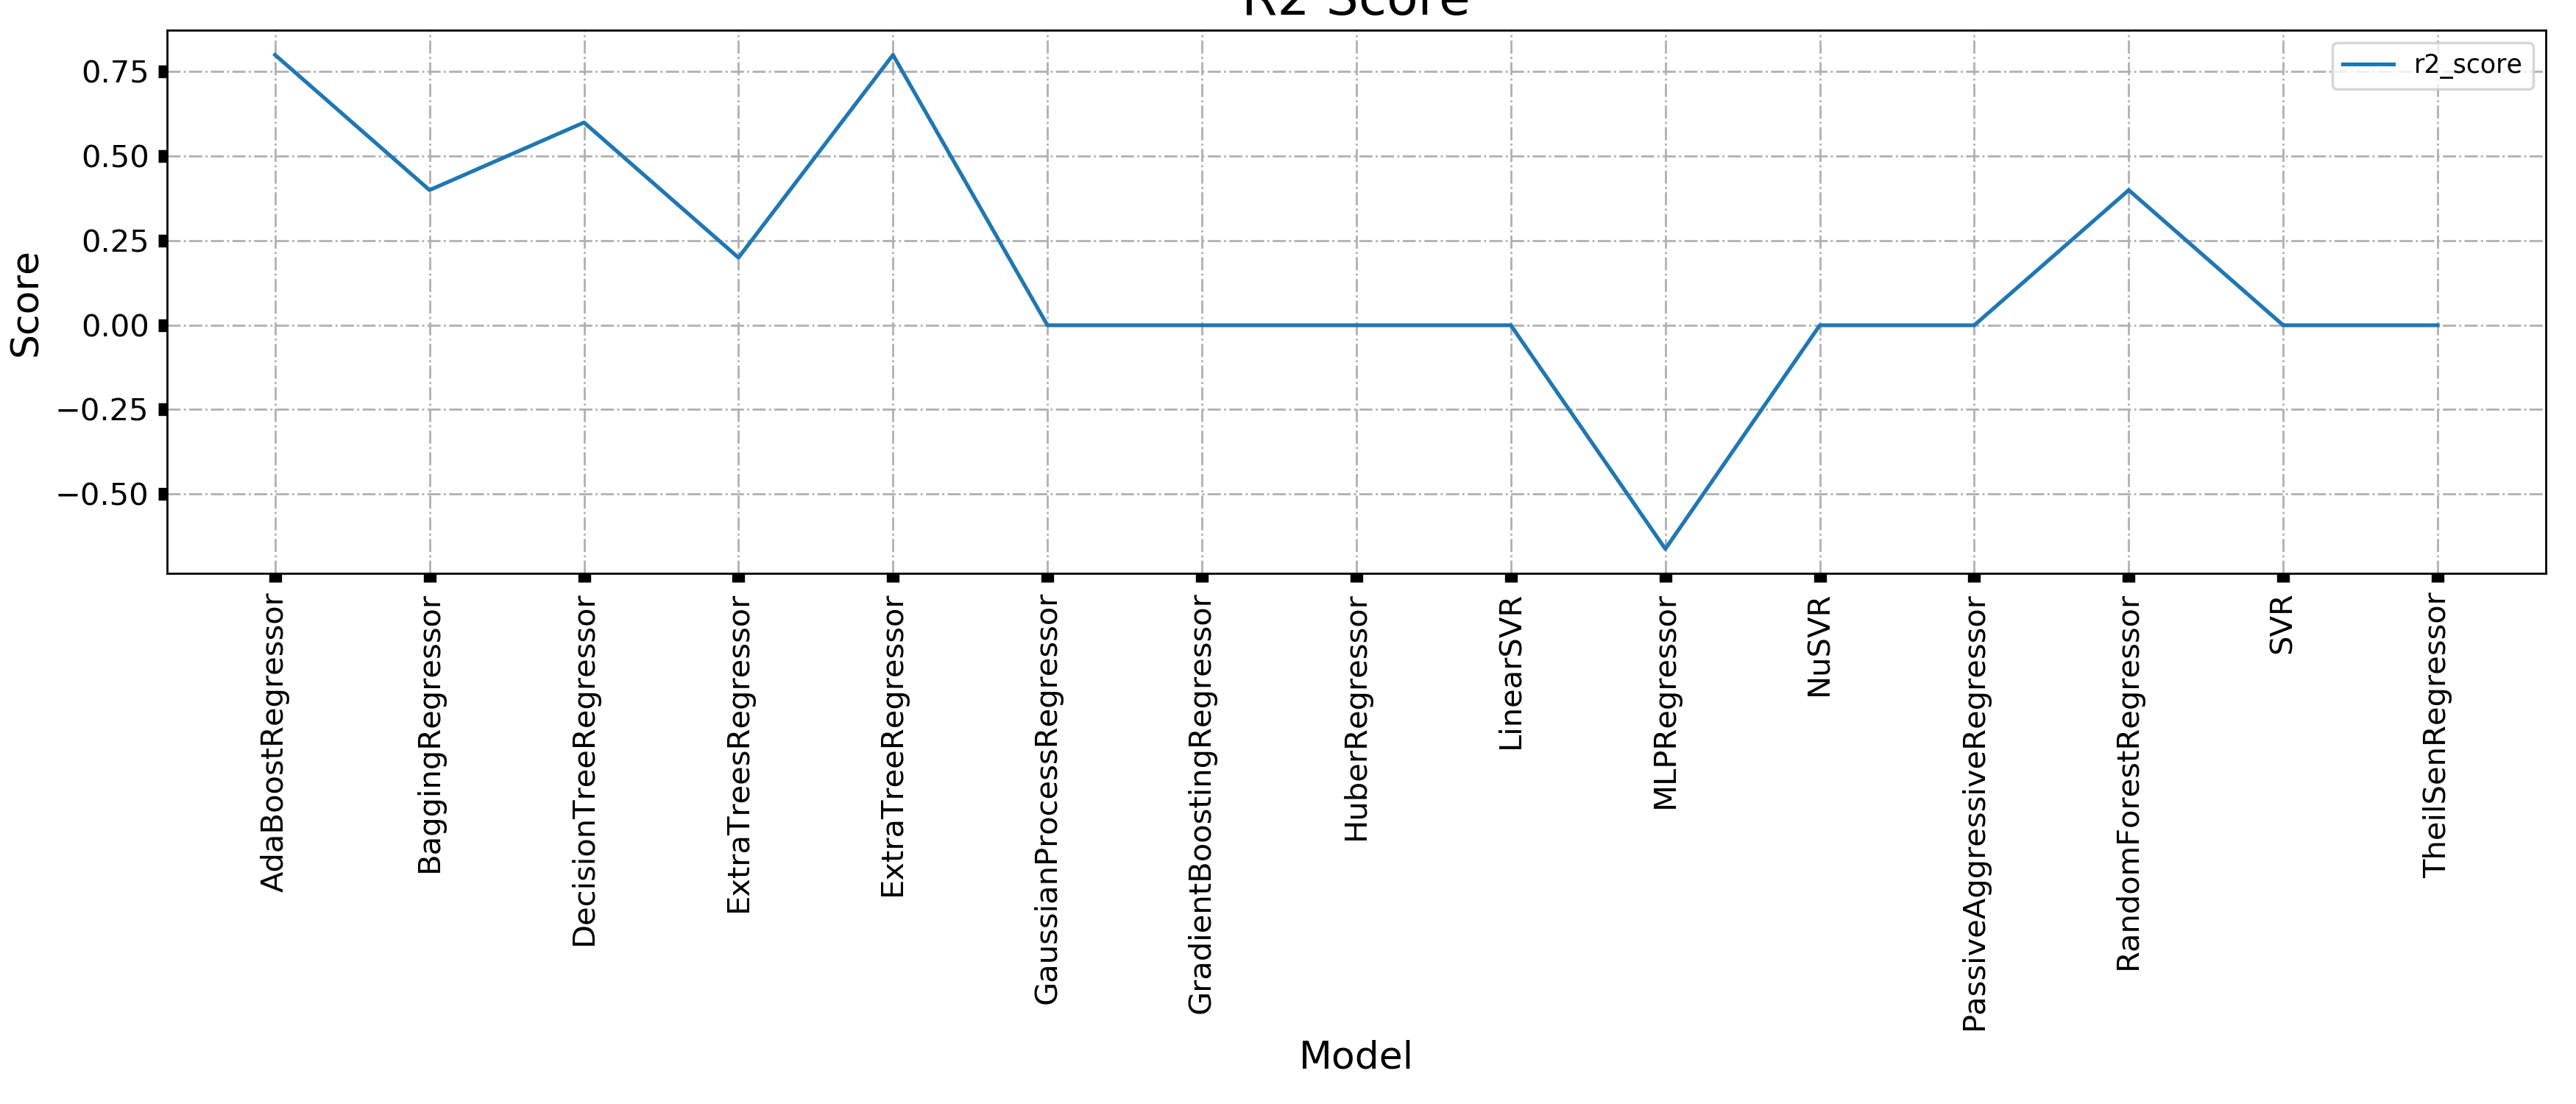 R2 Score
r2_score
Score
0.75
0.50
0.25
0.00
−0.25
−0.50
AdaBoostRegressor
BaggingRegressor
DecisionTreeRegressor
ExtraTreesRegressor
ExtraTreeRegressor
GaussianProcessRegressor
GradientBoostingRegressor
HuberRegressor
LinearSVR
MLPRegressor
NuSVR
PassiveAggressiveRegressor
RandomForestRegressor
SVR
TheilSenRegressor
Model